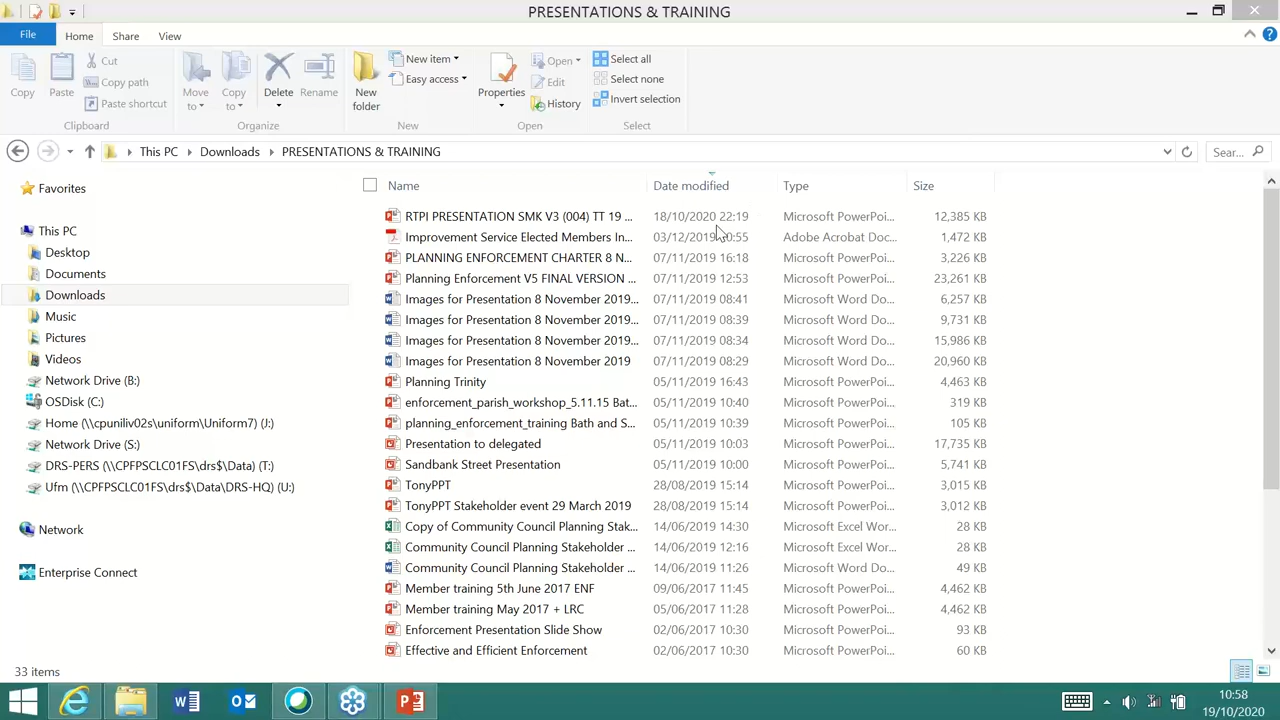 PRESENTATIONS & TRAINING
File Home Share View
Copy Paste Cut Copy path Paste shortcut Move to Copy to Delete Rename New folder New item Easy access Properties Open Edit History Select all Select none Invert selection
Clipboard Organize New Open Select
This PC Downloads PRESENTATIONS & TRAINING Sear...
Name Date modified Type Size
Favorites
This PC
Desktop
Documents
Downloads
Music
Pictures
Videos
Network Drive (B:)
OSDisk (C:)
Home (\\cpuniliv02s\uniform\Uniform7) (J:)
Network Drive (S:)
DRS-PERS (\\CPFPSCLC01FS\drs$\Data) (T:)
Ufm (\\CPFPSCLC01FS\drs$\Data\DRS-HQ) (U:)
Network
Enterprise Connect
RTPI PRESENTATION SMK V3 (004) TT 19 ... 18/10/2020 22:19 Microsoft PowerPoi... 12,385 KB
Improvement Service Elected Members In... 03/12/2019 :55 Adobe Acrobat Doc... 1,472 KB
PLANNING ENFORCEMENT CHARTER 8 N... 07/11/2019 16:18 Microsoft PowerPoi... 3,226 KB
Planning Enforcement V5 FINAL VERSION ... 07/11/2019 12:53 Microsoft PowerPoi... 23,261 KB
Images for Presentation 8 November 2019... 07/11/2019 08:41 Microsoft Word Do... 6,257 KB
Images for Presentation 8 November 2019... 07/11/2019 08:39 Microsoft Word Do... 9,731 KB
Images for Presentation 8 November 2019... 07/11/2019 08:34 Microsoft Word Do... 15,986 KB
Images for Presentation 8 November 2019 07/11/2019 08:29 Microsoft Word Do... 20,960 KB
Planning Trinity 05/11/2019 16:43 Microsoft PowerPoi... 4,463 KB
enforcement_parish_workshop_5.11.15 Bat... 05/11/2019 10:40 Microsoft PowerPoi... 319 KB
planning_enforcement_training Bath and S... 05/11/2019 10:39 Microsoft PowerPoi... 105 KB
Presentation to delegated 05/11/2019 10:03 Microsoft PowerPoi... 17,735 KB
Sandbank Street Presentation 05/11/2019 10:00 Microsoft PowerPoi... 5,741 KB
TonyPPT 28/08/2019 15:14 Microsoft PowerPoi... 3,015 KB
TonyPPT Stakeholder event 29 March 2019 28/08/2019 15:14 Microsoft PowerPoi... 3,012 KB
Copy of Community Council Planning Stak... 14/06/2019 14:30 Microsoft Excel Wor... 28 KB
Community Council Planning Stakeholder ... 14/06/2019 12:16 Microsoft Excel Wor... 28 KB
Community Council Planning Stakeholder ... 14/06/2019 11:26 Microsoft Word Do... 49 KB
Member training 5th June 2017 ENF 09/06/2017 11:45 Microsoft PowerPoi... 4,462 KB
Member training May 2017 + LRC 05/06/2017 11:28 Microsoft PowerPoi... 4,462 KB
Enforcement Presentation Slide Show 02/06/2017 10:30 Microsoft PowerPoi... 93 KB
Effective and Efficient Enforcement 02/06/2017 10:30 Microsoft PowerPoi... 60 KB
33 items
10:58
19/10/2020